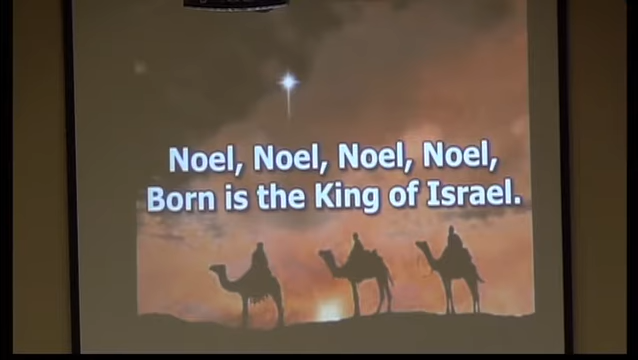 Noel, Noel, Noel, Noel,
Born is the King of Israel.